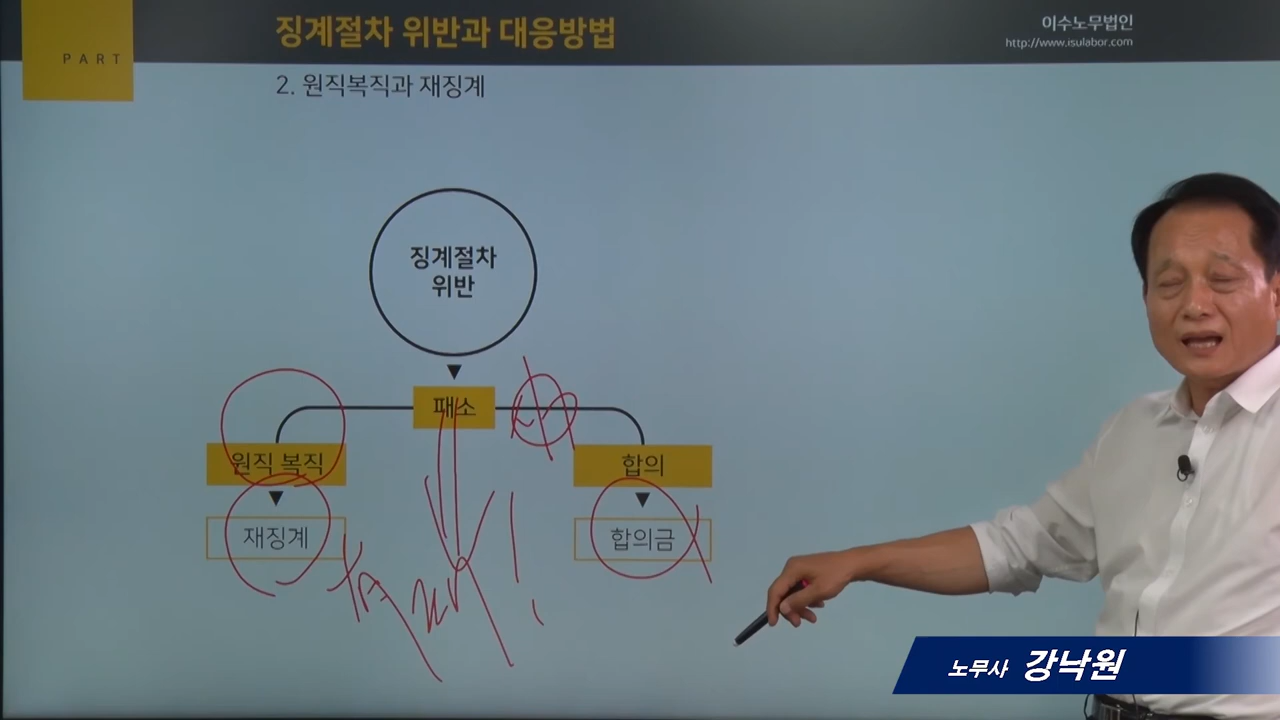 PART
징계절차 위반과 대응방법
이수노무법인
http://www.isulabor.com
2. 원직복직과 재징계
징계절차
위반
패소
원직 복직
합의
재징계
합의금
노무사 강낙원